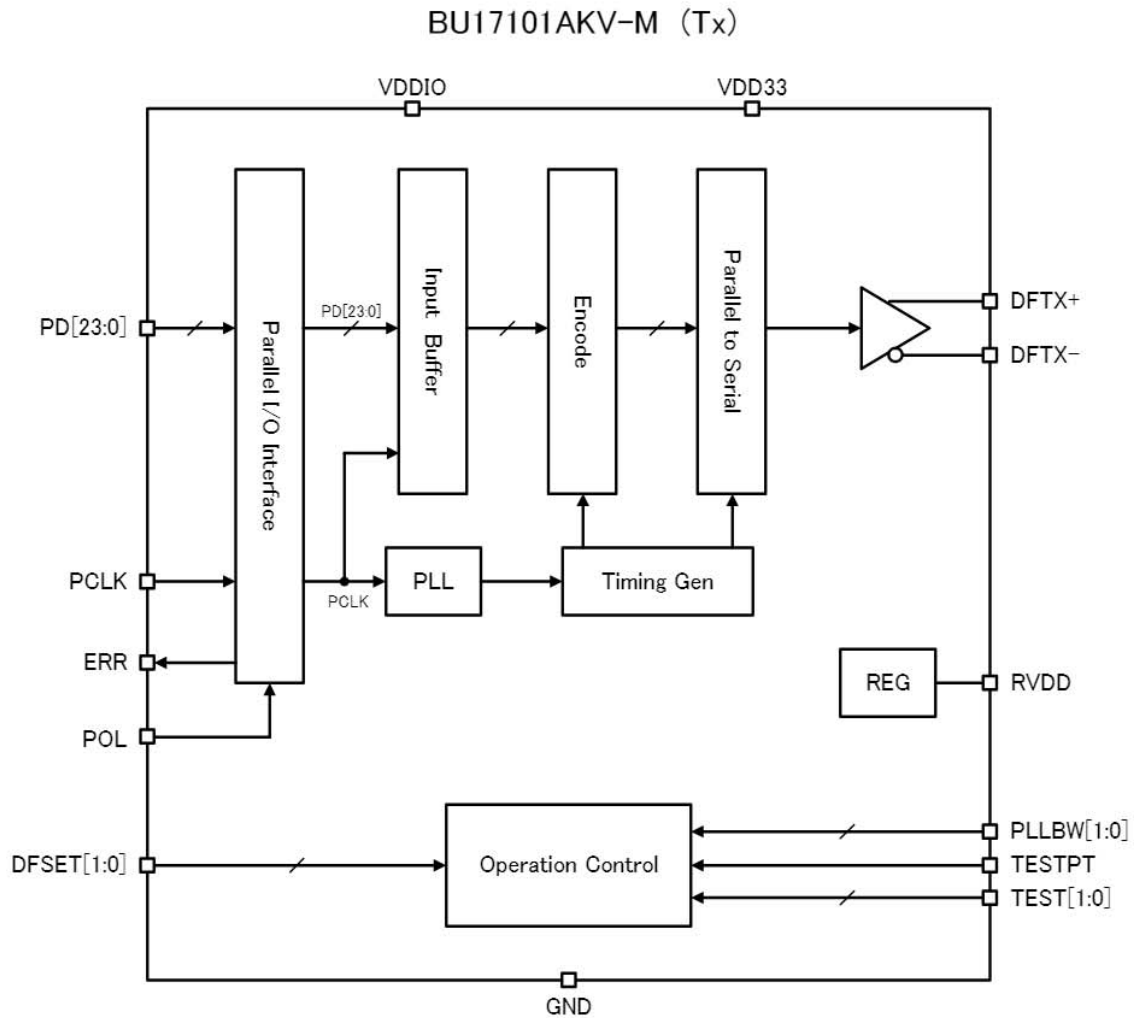 BU17101AKV-M (Tx)
VDDIO
VDD33
PD[23:0]
Parallel I/O Interface
PD[23:0]
Input Buffer
Encode
Parallel to Serial
DFTX+
DFTX-
PCLK
PCLK
PLL
Timing Gen
ERR
POL
REG
RVDD
DFSET[1:0]
Operation Control
PLLBW[1:0]
TESTPT
TEST[1:0]
GND